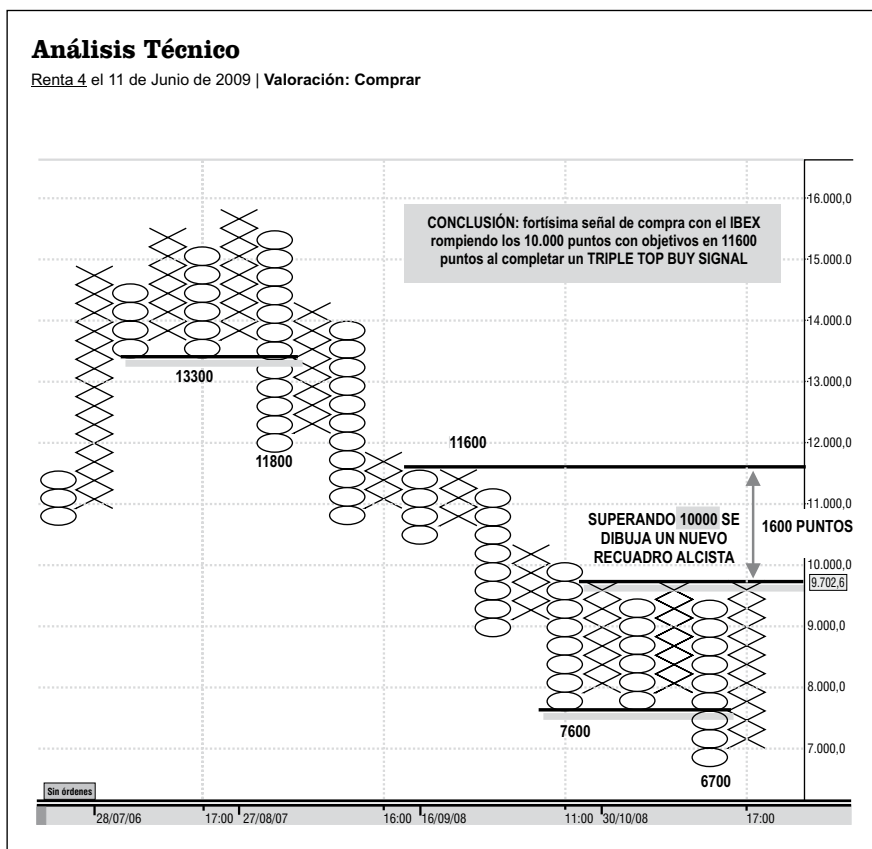 Análisis Técnico
Renta 4 el 11 de Junio de 2009 | Valoración: Comprar
CONCLUSIÓN: fortísima señal de compra con el IBEX
rompiendo los 10.000 puntos con objetivos en 11600
puntos al completar un TRIPLE TOP BUY SIGNAL
16.000,0
15.000,0
14.000.0
13.000,0
12.000,0
11.000,0
10.000,0
9.702,6
9.000,0
8.000,0
7.000,0
13300
11800
11600
SUPERANDO 10000 SE
DIBUJA UN NUEVO
RECUADRO ALCISTA
1600 PUNTOS
7600
6700
Sin órdenes
28/07/06 17:00 27/08/07 16:00 16/09/08 11:00 30/10/08 17:00